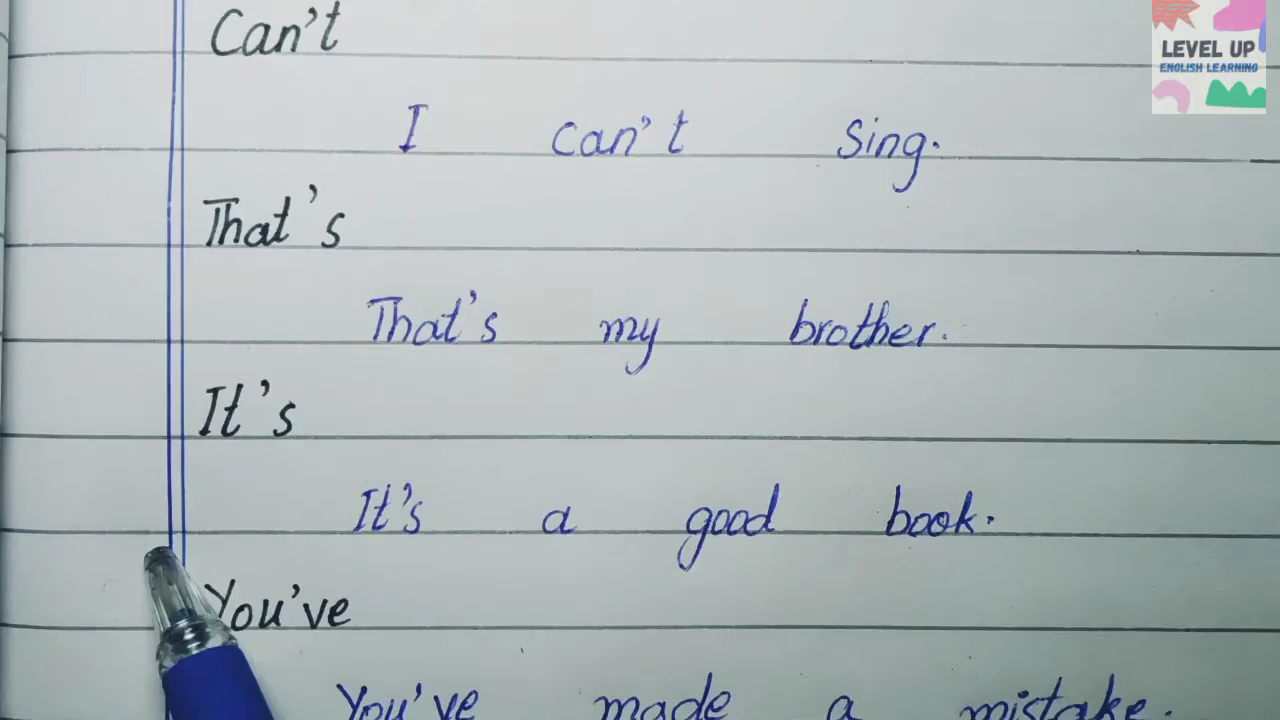 Can't
LEVEL UP
ENGLISH LEARNING
I can't Sing.
That's
That's my brother.
It's
It's a good book.
You've
You've made a mistake.